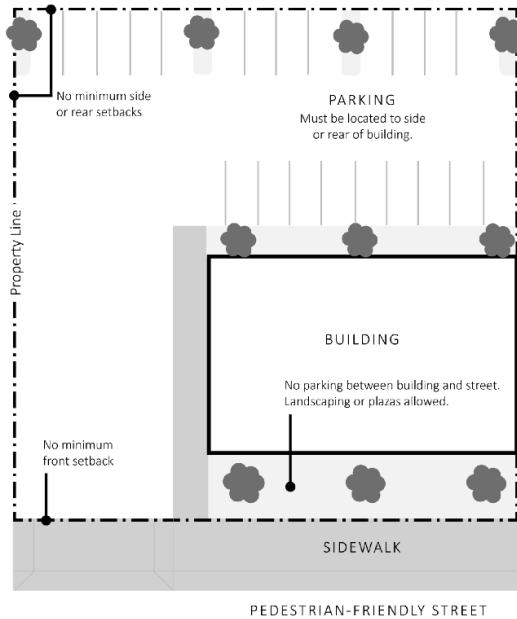 No minimum side
or rear setbacks
PARKING
Must be located to side
or rear of building.
Property Line
BUILDING
No parking between building and street.
Landscaping or plazas allowed.
No minimum
front setback
SIDEWALK
PEDESTRIAN-FRIENDLY STREET